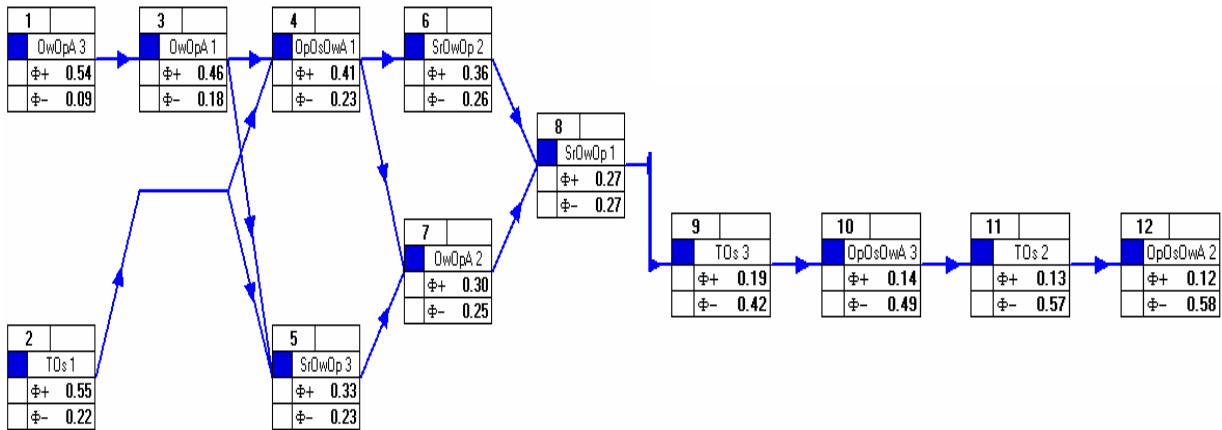 1
OwOpA 3
Φ+ 0.54
Φ- 0.09
3
OwOpA 1
Φ+ 0.46
Φ- 0.18
4
OpOsOwA 1
Φ+ 0.41
Φ- 0.23
6
SrOwOp 2
Φ+ 0.36
Φ- 0.26
8
SrOwOp 1
Φ+ 0.27
Φ- 0.27
9
TOs 3
Φ+ 0.19
Φ- 0.42
10
OpOsOwA 3
Φ+ 0.14
Φ- 0.49
11
TOs 2
Φ+ 0.13
Φ- 0.57
12
OpOsOwA 2
Φ+ 0.12
Φ- 0.58
7
OwOpA 2
Φ+ 0.30
Φ- 0.25
2
TOs 1
Φ+ 0.55
Φ- 0.22
5
SrOwOp 3
Φ+ 0.33
Φ- 0.23